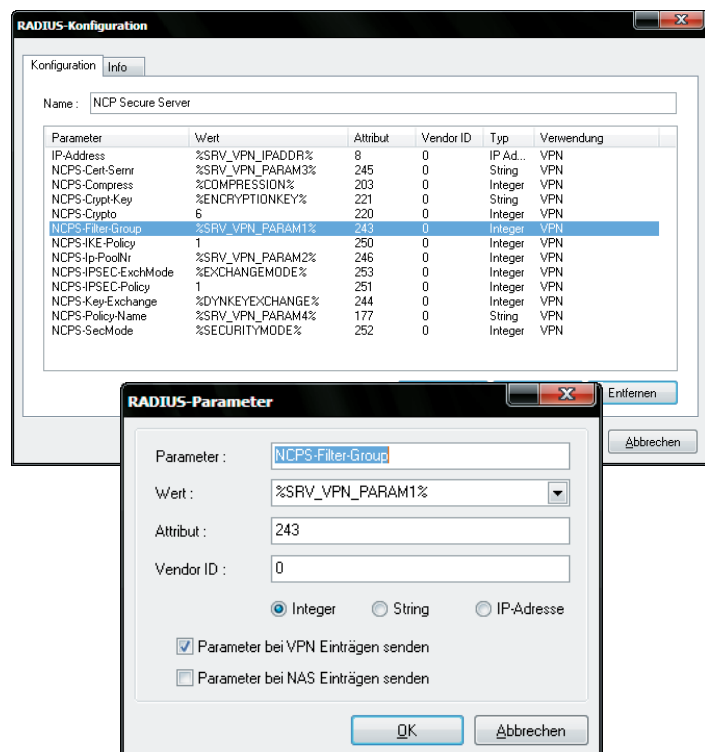 RADIUS-Konfiguration
Konfiguration Info
Name : NCP Secure Server
Parameter Wert Attribut Vendor ID Typ Verwendung
IP-Address %SRV_VPN_IPADDR% 8 0 IP Ad... VPN
NCPS-Cert-Sernr %SRV_VPN_PARAM3% 245 0 String VPN
NCPS-Compress %COMPRESSION% 203 0 Integer VPN
NCPS-Crypt-Key %ENCRYPTIONKEY% 221 0 String VPN
NCPS-Crypto 6 220 0 Integer VPN
NCPS-Filter-Group %SRV_VPN_PARAM1% 243 0 Integer VPN
NCPS-IKE-Policy 1 250 0 Integer VPN
NCPS-Ip-PoolNr %SRV_VPN_PARAM2% 246 0 Integer VPN
NCPS-IPSEC-ExchMode %EXCHANGEMODE% 253 0 Integer VPN
NCPS-IPSEC-Policy 1 251 0 Integer VPN
NCPS-Key-Exchange %DYNKEYEXCHANGE% 244 0 Integer VPN
NCPS-Policy-Name %SRV_VPN_PARAM4% 177 0 String VPN
NCPS-SecMode %SECURITYMODE% 252 0 Integer VPN
Entfernen
Abbrechen
RADIUS-Parameter
Parameter : NCPS-Filter-Group
Wert : %SRV_VPN_PARAM1%
Attribut : 243
Vendor ID : 0
Integer String IP-Adresse
Parameter bei VPN Einträgen senden
Parameter bei NAS Einträgen senden
OK Abbrechen